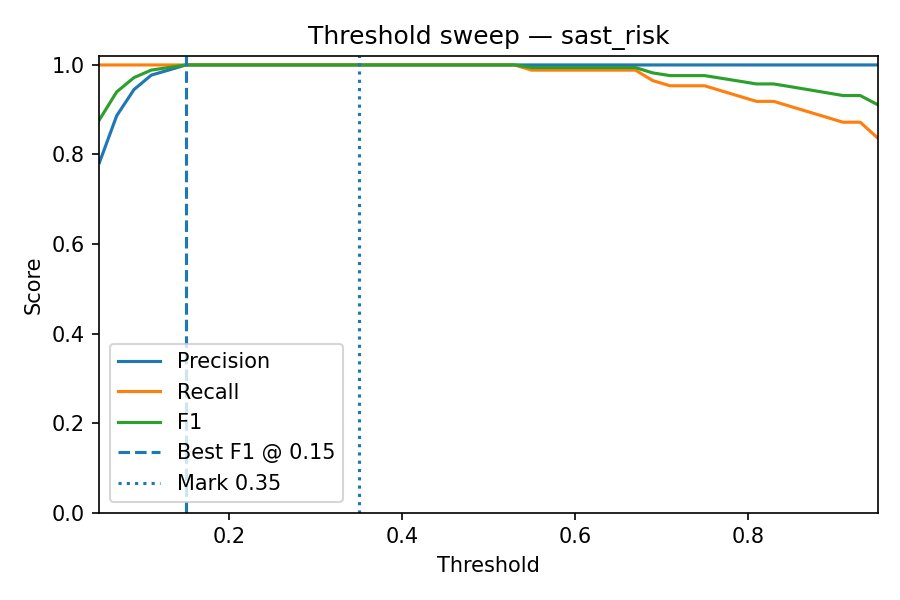 Threshold sweep — sast_risk
1.0
0.8
0.6
0.4
0.2
0.0
Score
Precision
Recall
F1
Best F1 @ 0.15
Mark 0.35
0.2 0.4 0.6 0.8
Threshold